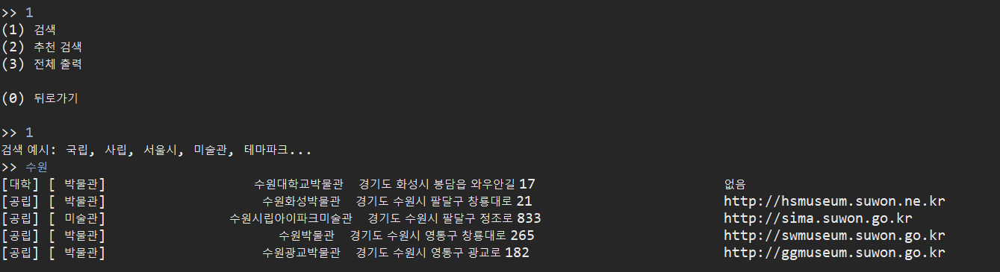 >> 1
(1) 검색
(2) 추천 검색
(3) 전체 출력
(0) 뒤로가기
>> 1
검색 예시: 국립, 사립, 서울시, 미술관, 테마파크...
>> 수원
[대학] [ 박물관] 수원대학교박물관 경기도 화성시 봉담읍 와우안길 17 없음
[공립] [ 박물관] 수원화성박물관 경기도 수원시 팔달구 창룡대로 21 http://hsmuseum.suwon.ne.kr
[공립] [ 미술관] 수원시립아이파크미술관 경기도 수원시 팔달구 정조로 833 http://sima.suwon.go.kr
[공립] [ 박물관] 수원박물관 경기도 수원시 영통구 창룡대로 265 http://swmuseum.suwon.go.kr
[공립] [ 박물관] 수원광교박물관 경기도 수원시 영통구 광교로 182 http://ggmuseum.suwon.go.kr